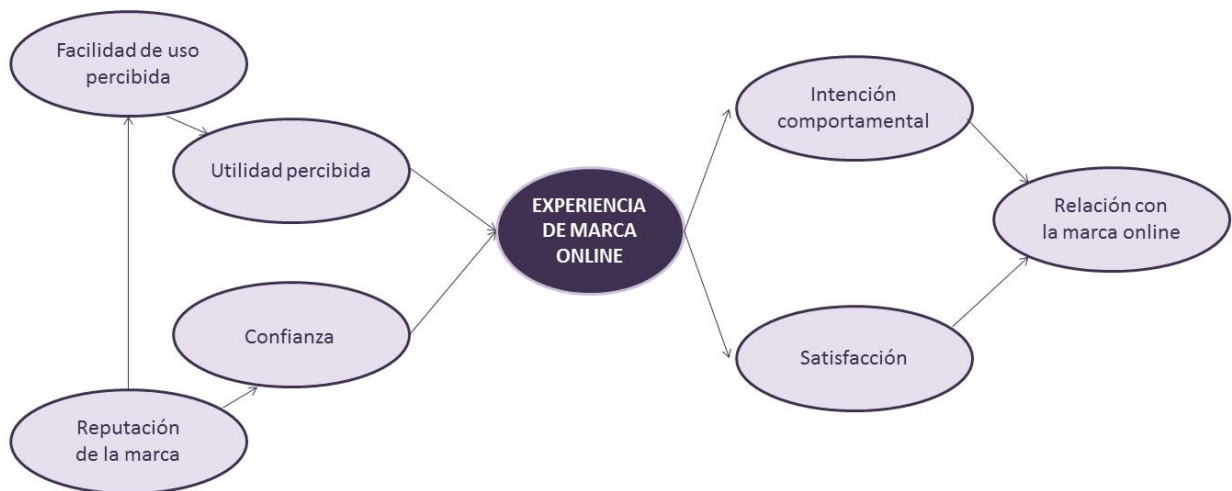 Facilidad de uso
percibida
Utilidad percibida
Confianza
Reputación
de la marca
EXPERIENCIA
DE MARCA
ONLINE
Intención
comportamental
Satisfacción
Relación con
la marca online